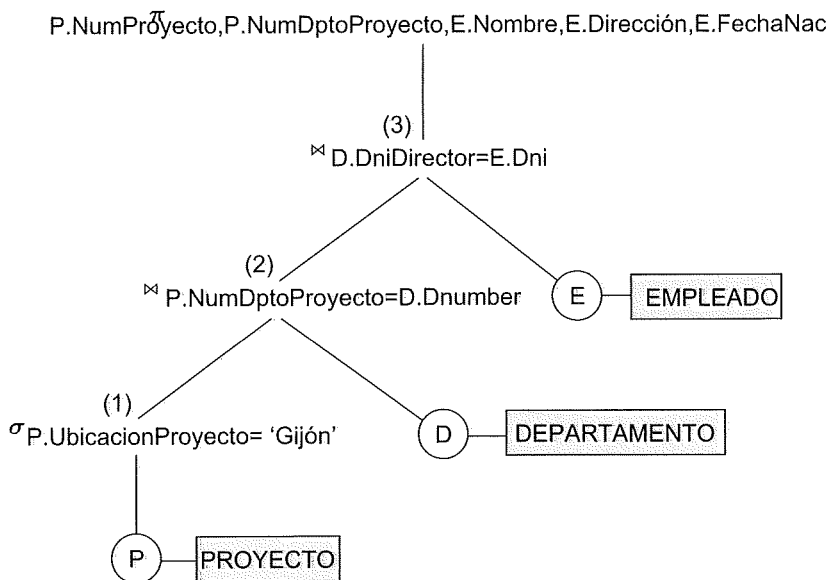 π
P.NumProyecto,P.NumDptoProyecto,E.Nombre,E.Dirección,E.FechaNac
(3)
⋈ D.DniDirector=E.Dni
(2)
⋈ P.NumDptoProyecto=D.Dnumber
E
EMPLEADO
(1)
σ P.UbicacionProyecto= ‘Gijón’
D
DEPARTAMENTO
P
PROYECTO